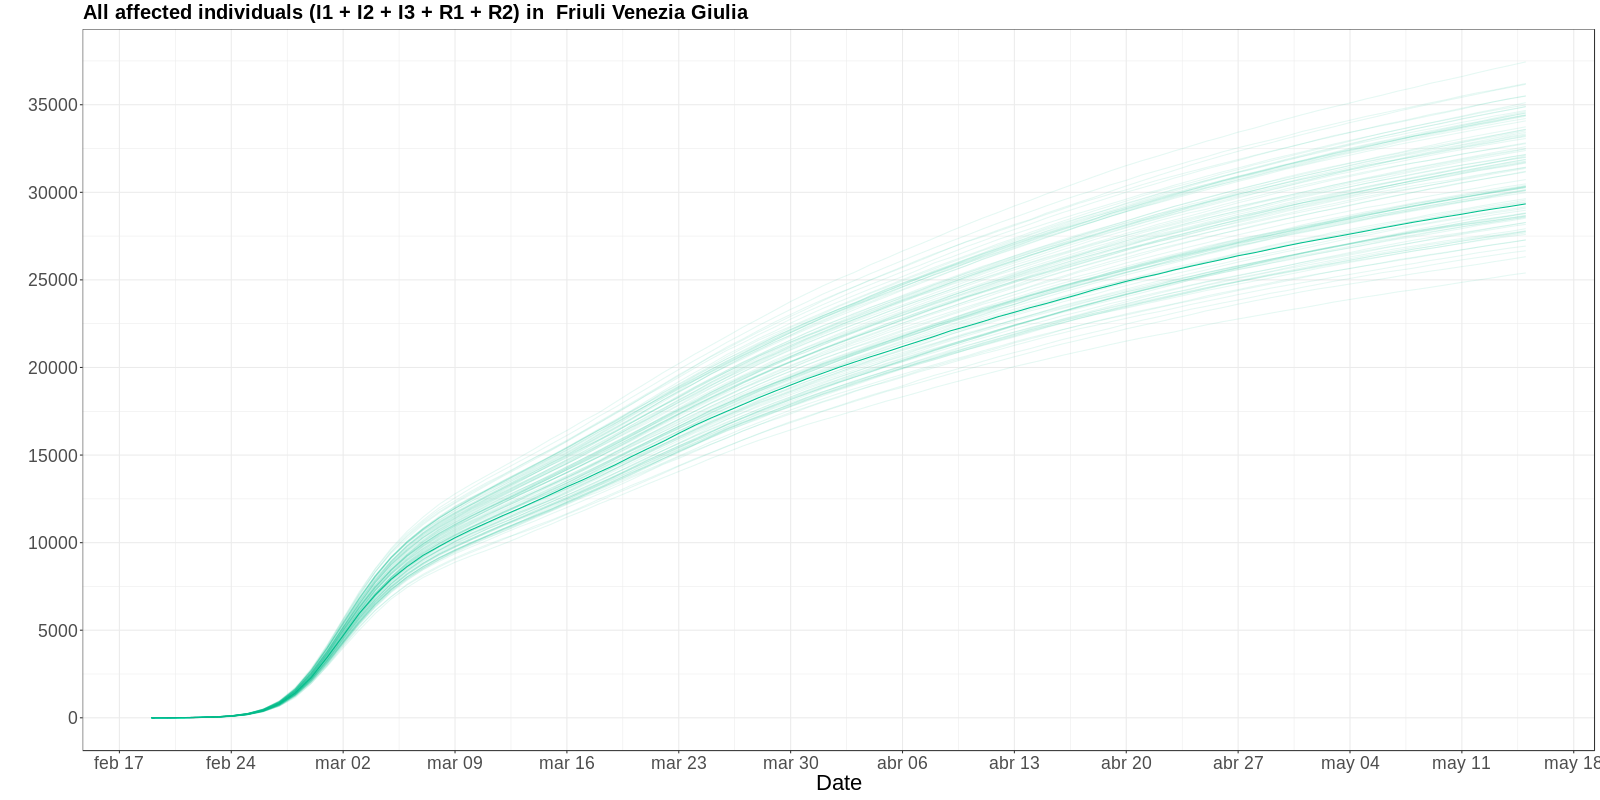 All affected individuals (I1 + I2 + I3 + R1 + R2) in  Friuli Venezia Giulia
35000
30000
25000
20000
15000
10000
5000
0
feb 17 feb 24 mar 02 mar 09 mar 16 mar 23 mar 30 abr 06 abr 13 abr 20 abr 27 may 04 may 11 may 18
Date